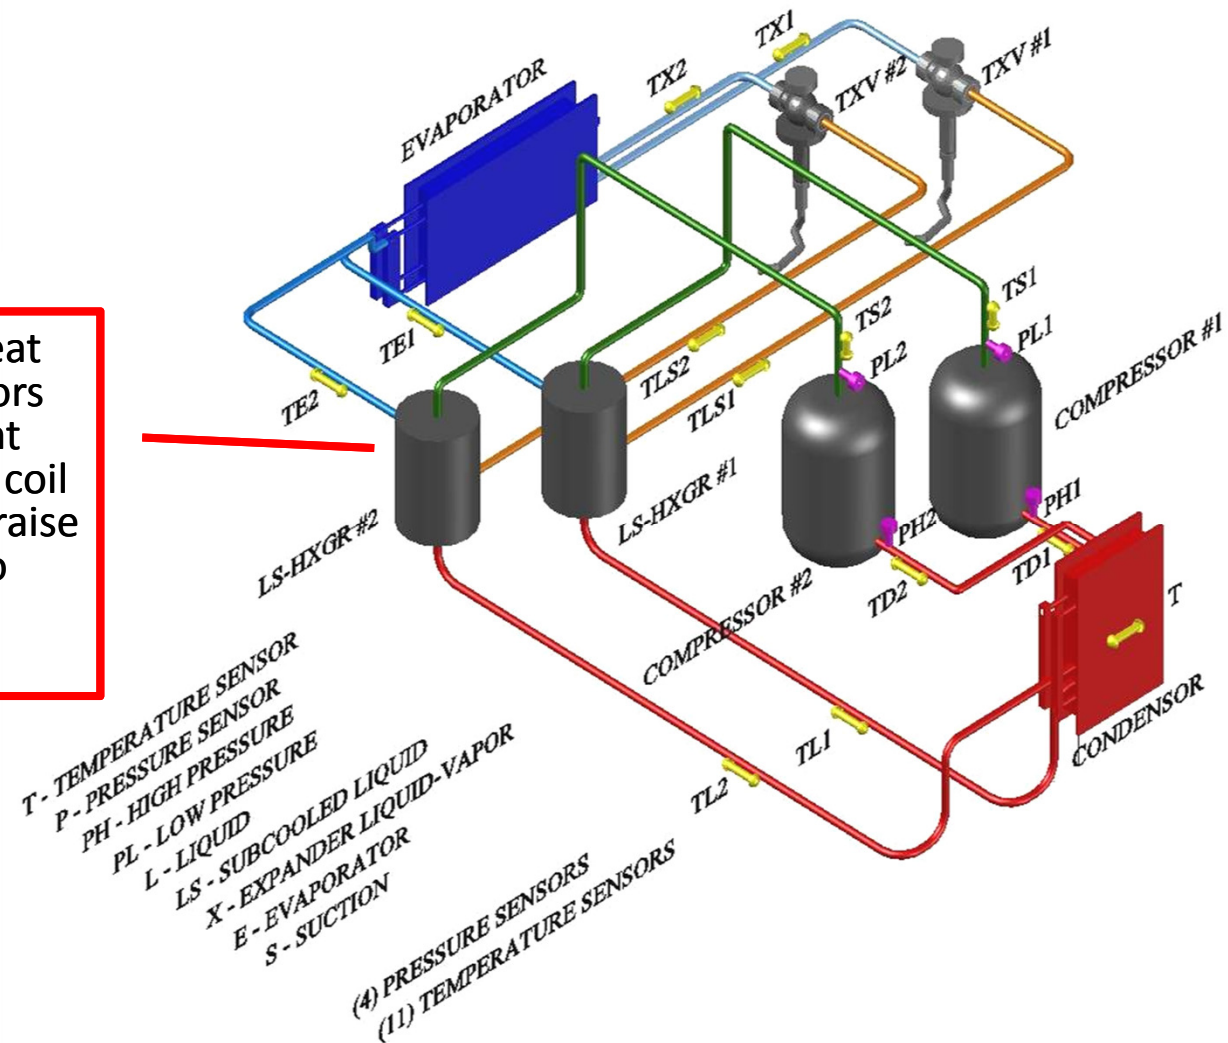 TX1
TXV #1
TX2
TXV #2
EVAPORATOR
TS1
PL1
TS2
PL2
COMPRESSOR #1
TE1
TE2
TLS2
TLS1
eat
ors
nt
coil
raise
LS-HXGR #1
LS-HXGR #2
PH1
PH2
TD1
TD2
T
COMPRESSOR #2
CONDENSOR
TL1
TL2
T - TEMPERATURE SENSOR
P - PRESSURE SENSOR
PH - HIGH PRESSURE
PL - LOW PRESSURE
L - LIQUID
LS - SUBCOOLED LIQUID
X - EXPANDER LIQUID-VAPOR
E - EVAPORATOR
S - SUCTION
(4) PRESSURE SENSORS
(11) TEMPERATURE SENSORS